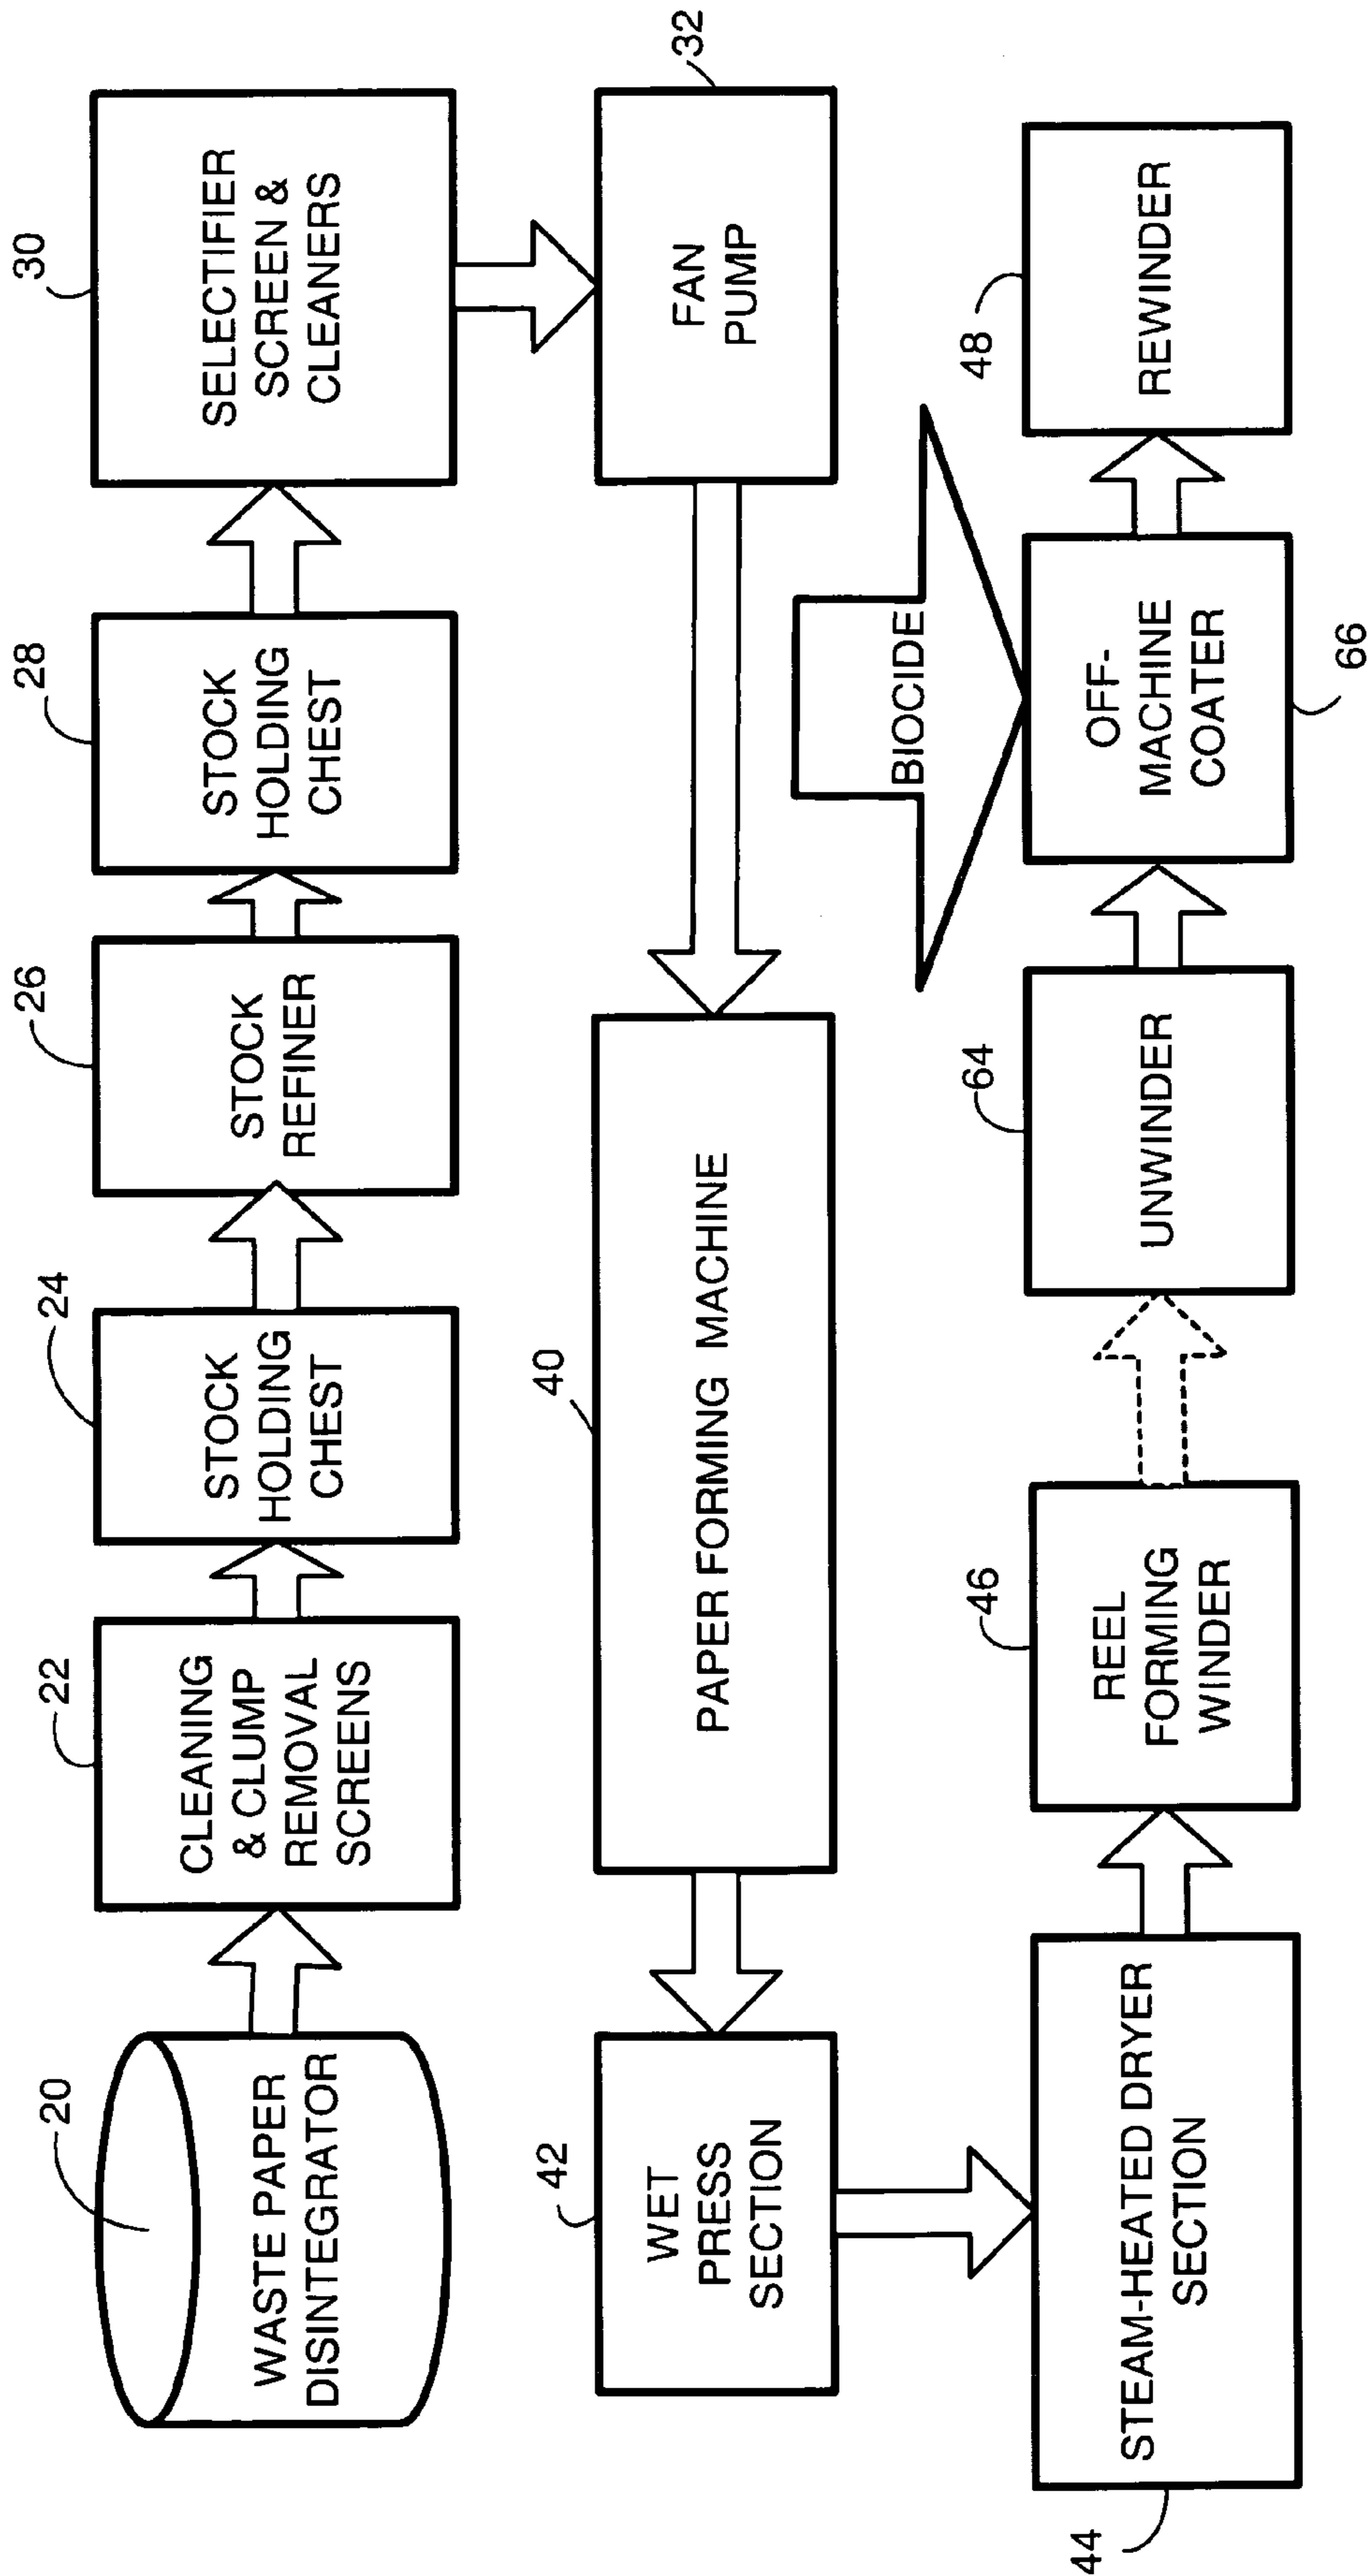 20
WASTE PAPER
DISINTEGRATOR
22
CLEANING
& CLUMP
REMOVAL
SCREENS
24
STOCK
HOLDING
CHEST
26
STOCK
REFINER
28
STOCK
HOLDING
CHEST
30
SELECTIFIER
SCREEN &
CLEANERS
32
FAN
PUMP
40
PAPER FORMING MACHINE
42
WET
PRESS
SECTION
44
STEAM-HEATED DRYER
SECTION
46
REEL
FORMING
WINDER
64
UNWINDER
BIOCIDE
OFF-
MACHINE
COATER
66
48
REWINDER